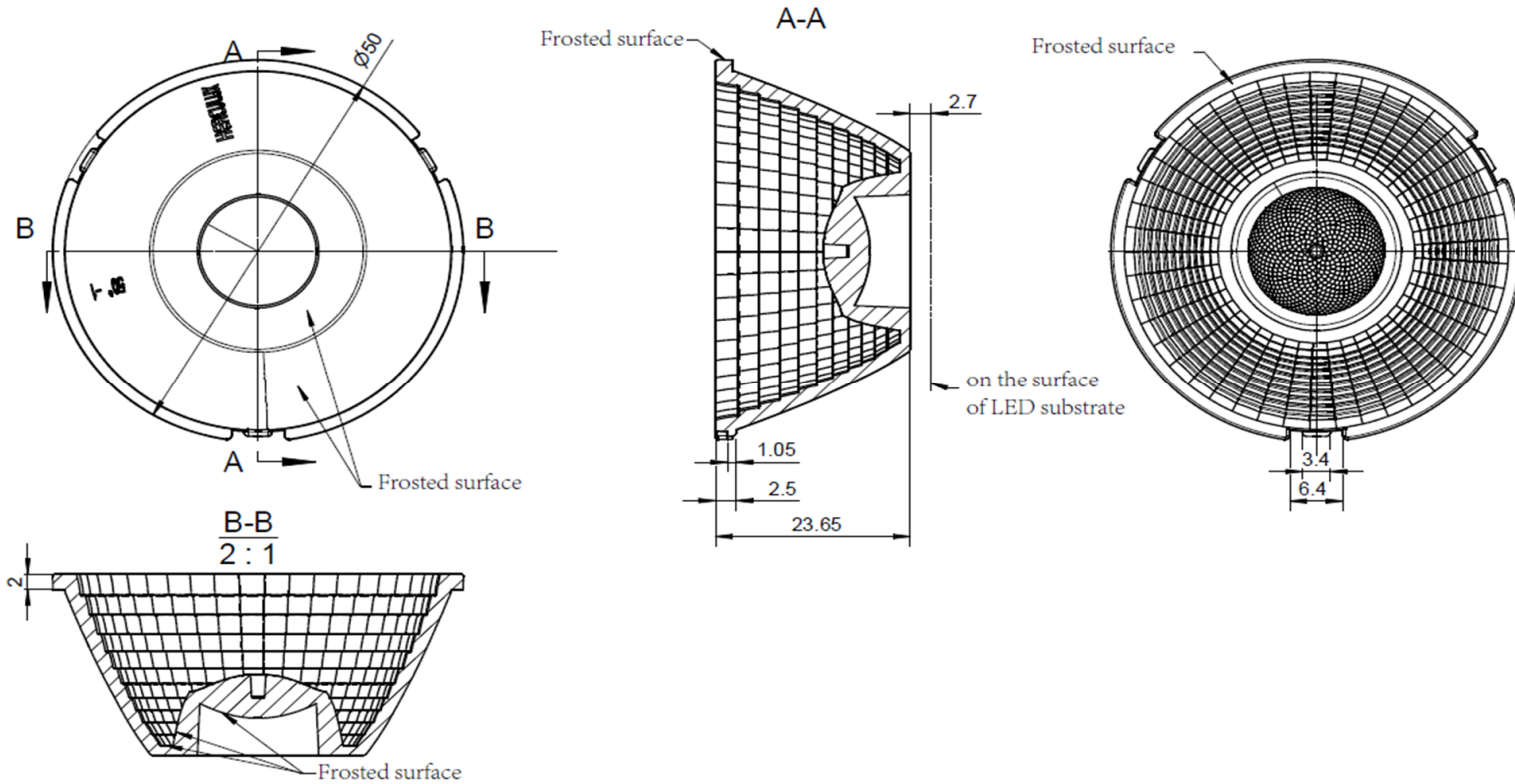 A-A
Frosted surface
Frosted surface
A
Ø50
2.7
B
B
on the surface
of LED substrate
A
Frosted surface
1.05
2.5
23.65
3.4
6.4
B-B
2 : 1
2
Frosted surface